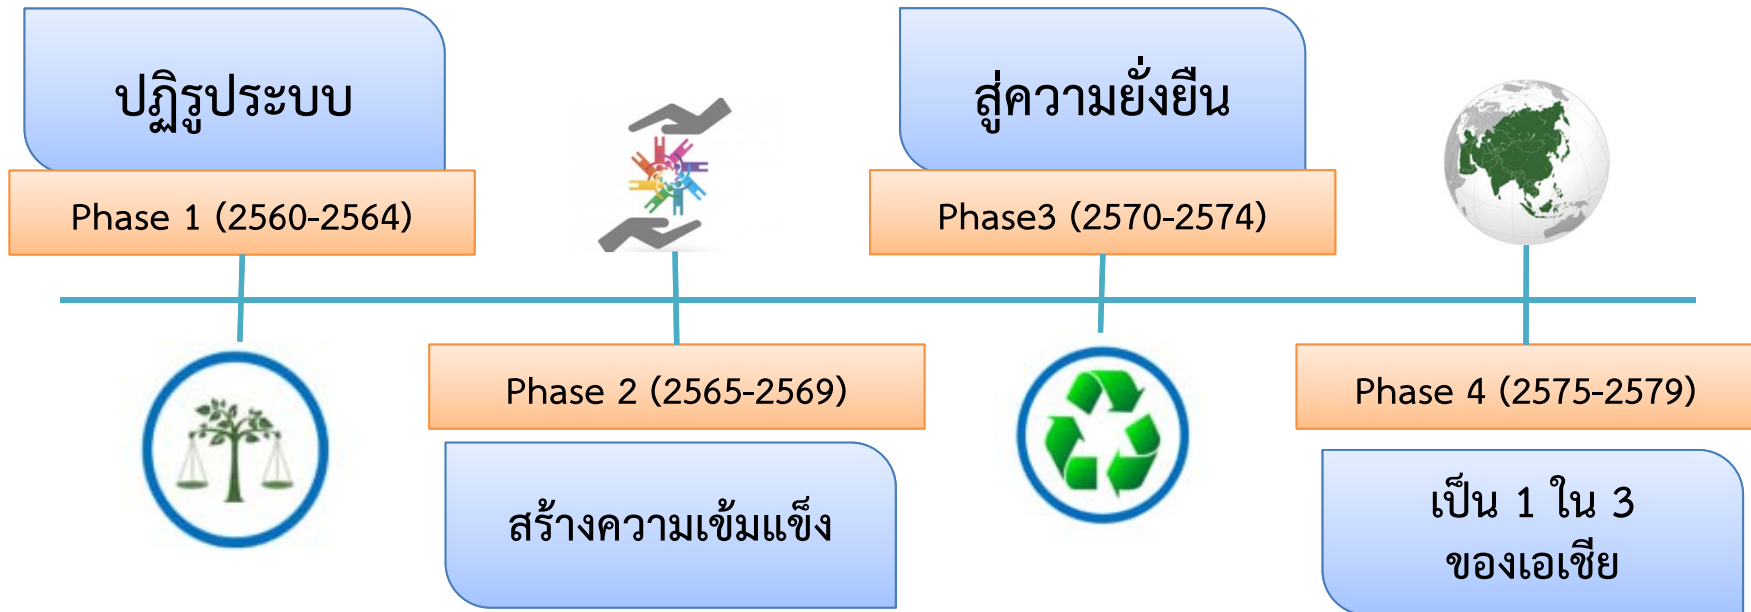 ปฏิรูประบบ
Phase 1 (2560-2564)
Phase 2 (2565-2569)
สร้างความเข้มแข็ง
สู่ความยั่งยืน
Phase3 (2570-2574)
Phase 4 (2575-2579)
เป็น 1 ใน 3
ของเอเชีย